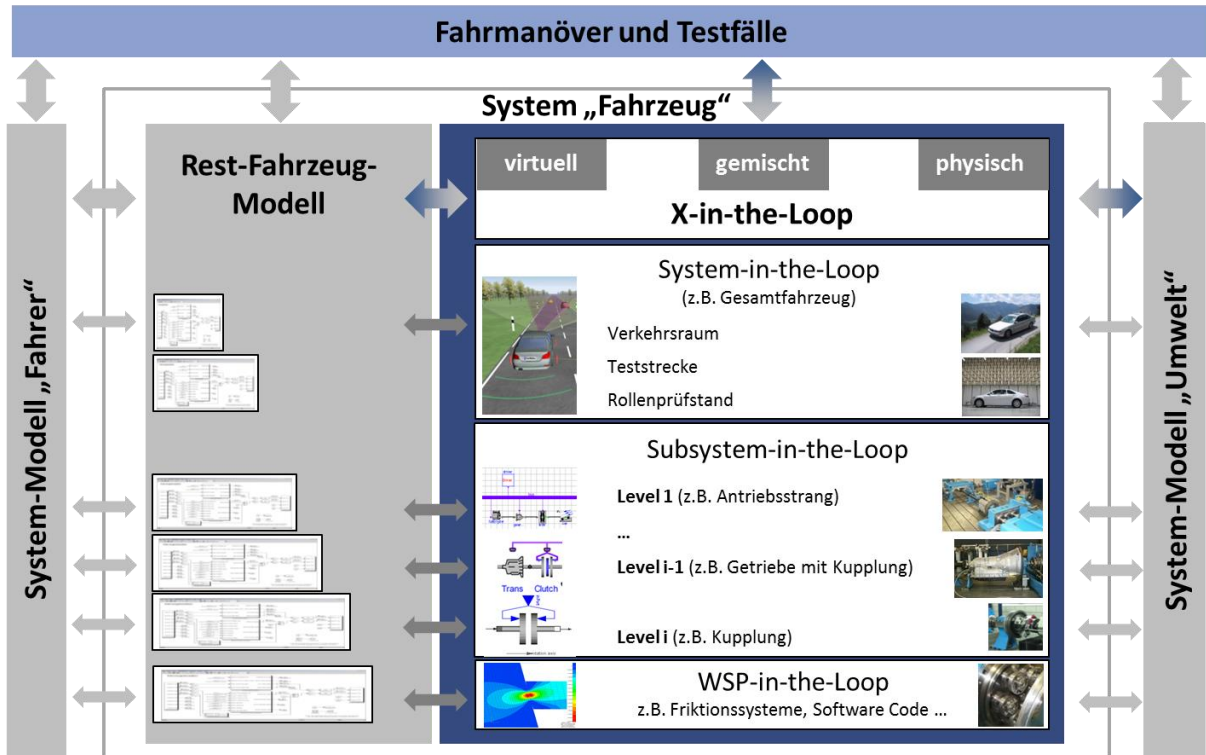 Fahrmanöver und Testfälle
System „Fahrzeug“
System-Modell „Fahrer“
Rest-Fahrzeug-
Modell
virtuell
gemischt
physisch
X-in-the-Loop
System-in-the-Loop
(z.B. Gesamtfahrzeug)
Verkehrsraum
Teststrecke
Rollenprüfstand
Subsystem-in-the-Loop
Level 1 (z.B. Antriebsstrang)
...
Level i-1 (z.B. Getriebe mit Kupplung)
Trans Clutch
Level i (z.B. Kupplung)
WSP-in-the-Loop
z.B. Friktionssysteme, Software Code ...
System-Modell „Umwelt“